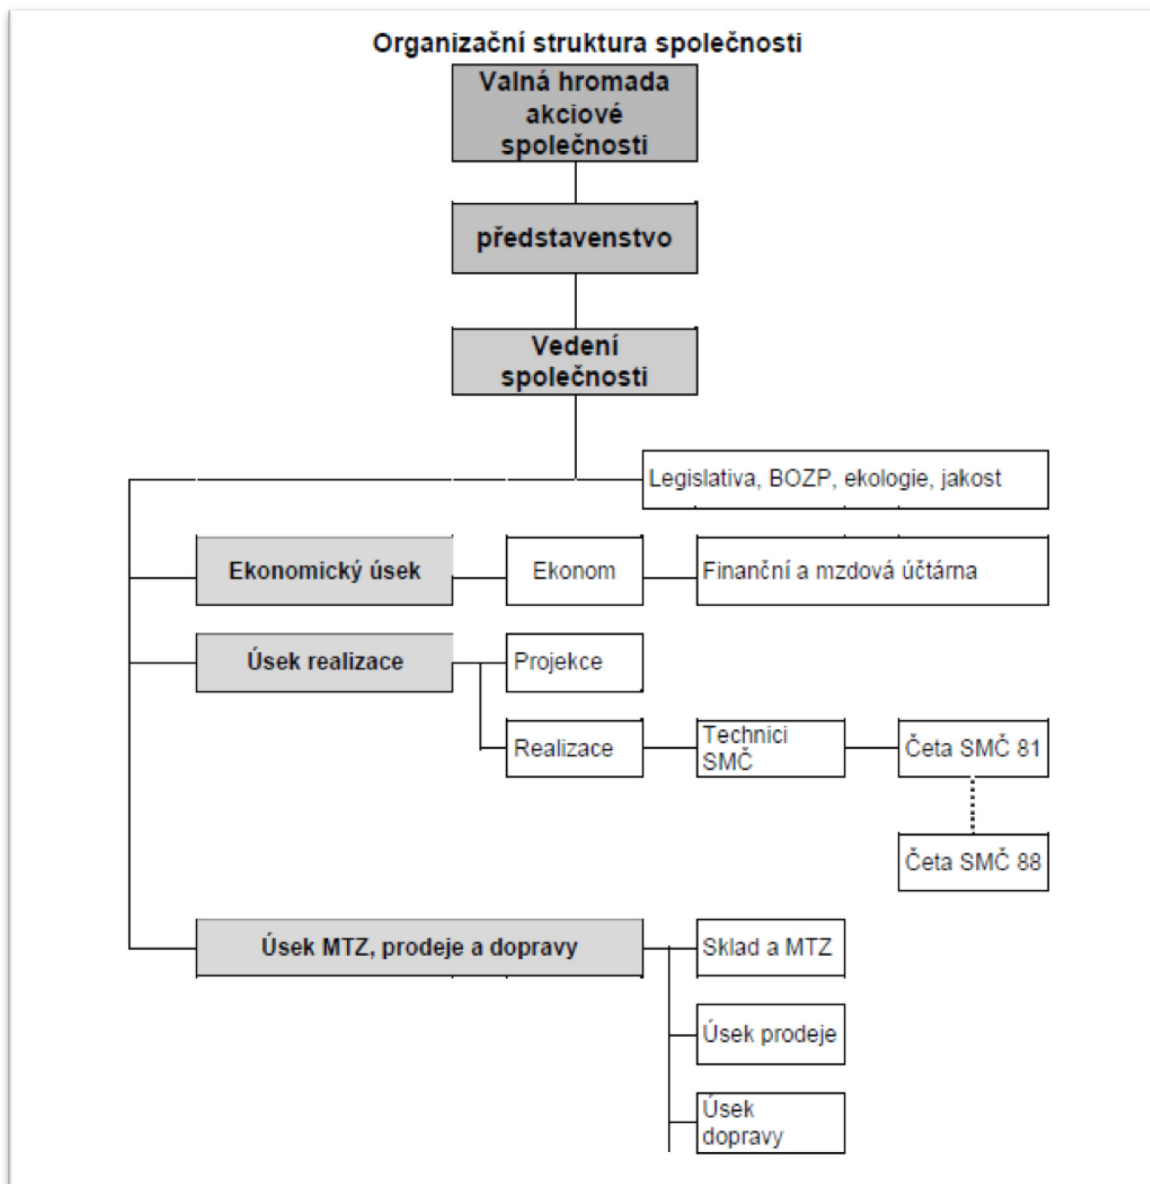 Organizační struktura společnosti
Valná hromada
akciové
společnosti
představenstvo
Vedení
společnosti
Legislativa, BOZP, ekologie, jakost
Ekonomický úsek
Ekonom
Finanční a mzdová účtárna
Úsek realizace
Projekce
Realizace
Technici
SMČ
Četa SMČ 81
Četa SMČ 88
Úsek MTZ, prodeje a dopravy
Sklad a MTZ
Úsek prodeje
Úsek
dopravy